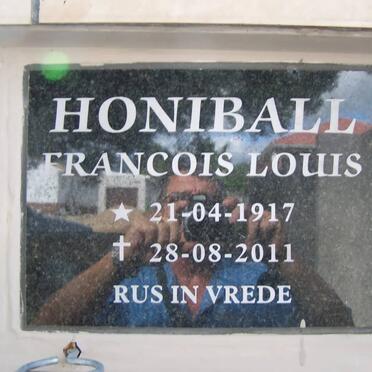 HONIBALL
FRANCOIS LOUIS
★ 21-04-1917
✝ 28-08-2011
RUS IN VREDE